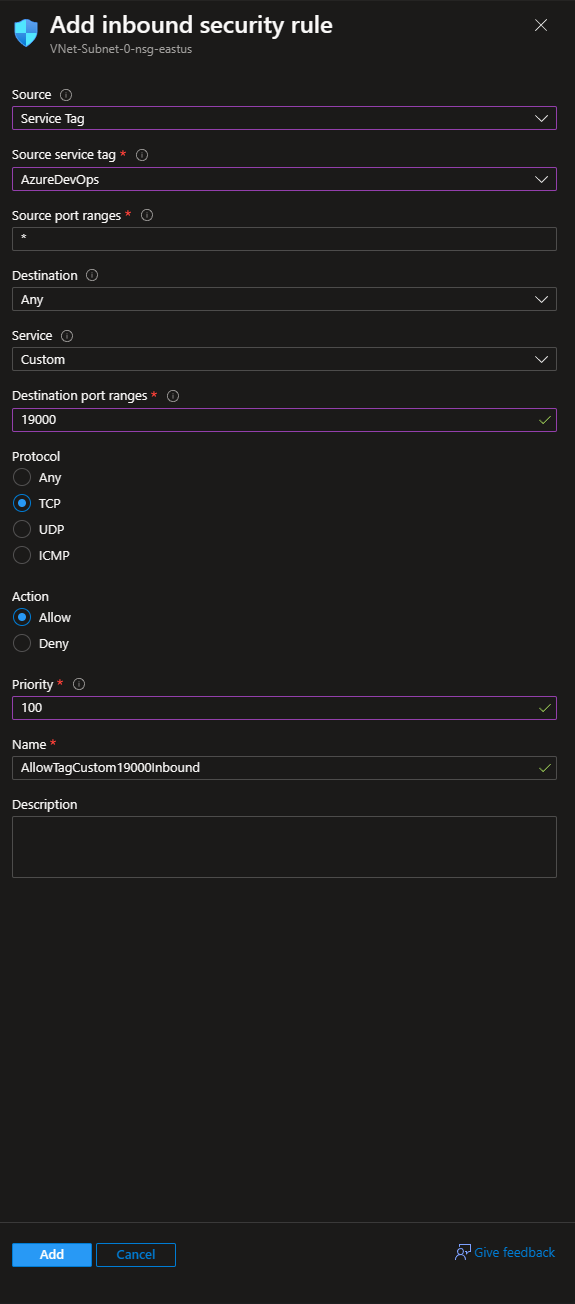 Add inbound security rule
VNet-Subnet-0-nsg-eastus
Source
Service Tag
Source service tag *
AzureDevOps
Source port ranges *
*
Destination
Any
Service
Custom
Destination port ranges *
19000
Protocol
Any
TCP
UDP
ICMP
Action
Allow
Deny
Priority *
100
Name *
AllowTagCustom19000Inbound
Description
Add Cancel Give feedback